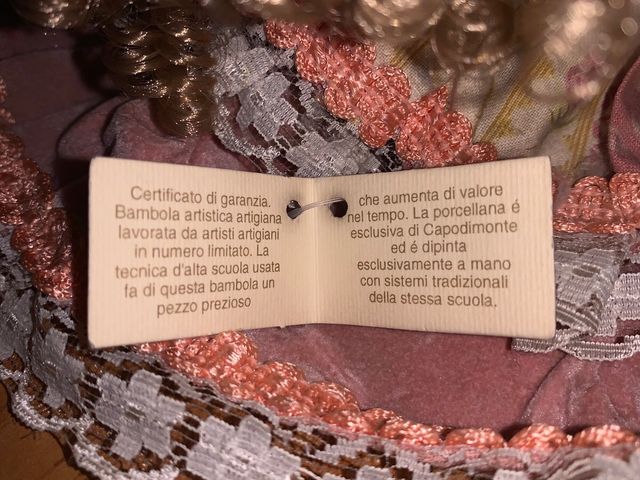 Certificato di garanzia.
Bambola artistica artigiana
lavorata da artisti artigiani
in numero limitato. La
tecnica d'alta scuola usata
fa di questa bambola un
pezzo prezioso
che aumenta di valore
nel tempo. La porcellana é
esclusiva di Capodimonte
ed é dipinta
esclusivamente a mano
con sistemi tradizionali
della stessa scuola.